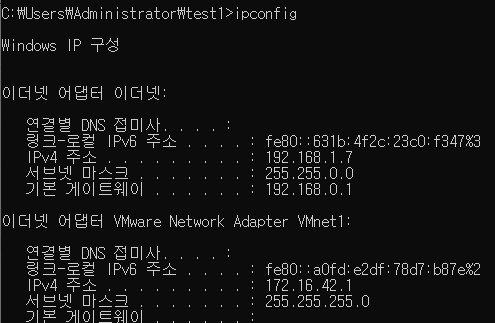 C:₩Users₩Administrator₩test1>ipconfig
Windows IP 구성
이더넷 어댑터 이더넷:
연결별 DNS 접미사. . . . :
링크-로컬 IPv6 주소 . . . . : fe80::631b:4f2c:23c0:f347%3
IPv4 주소 . . . . . . . . . : 192.168.1.7
서브넷 마스크 . . . . . . . : 255.255.0.0
기본 게이트웨이 . . . . . . : 192.168.0.1
이더넷 어댑터 VMware Network Adapter VMnet1:
연결별 DNS 접미사. . . . :
링크-로컬 IPv6 주소 . . . . : fe80::a0fd:e2df:78d7:b87e%2
IPv4 주소 . . . . . . . . . : 172.16.42.1
서브넷 마스크 . . . . . . . : 255.255.255.0
기본 게이트웨이 . . . . . . :